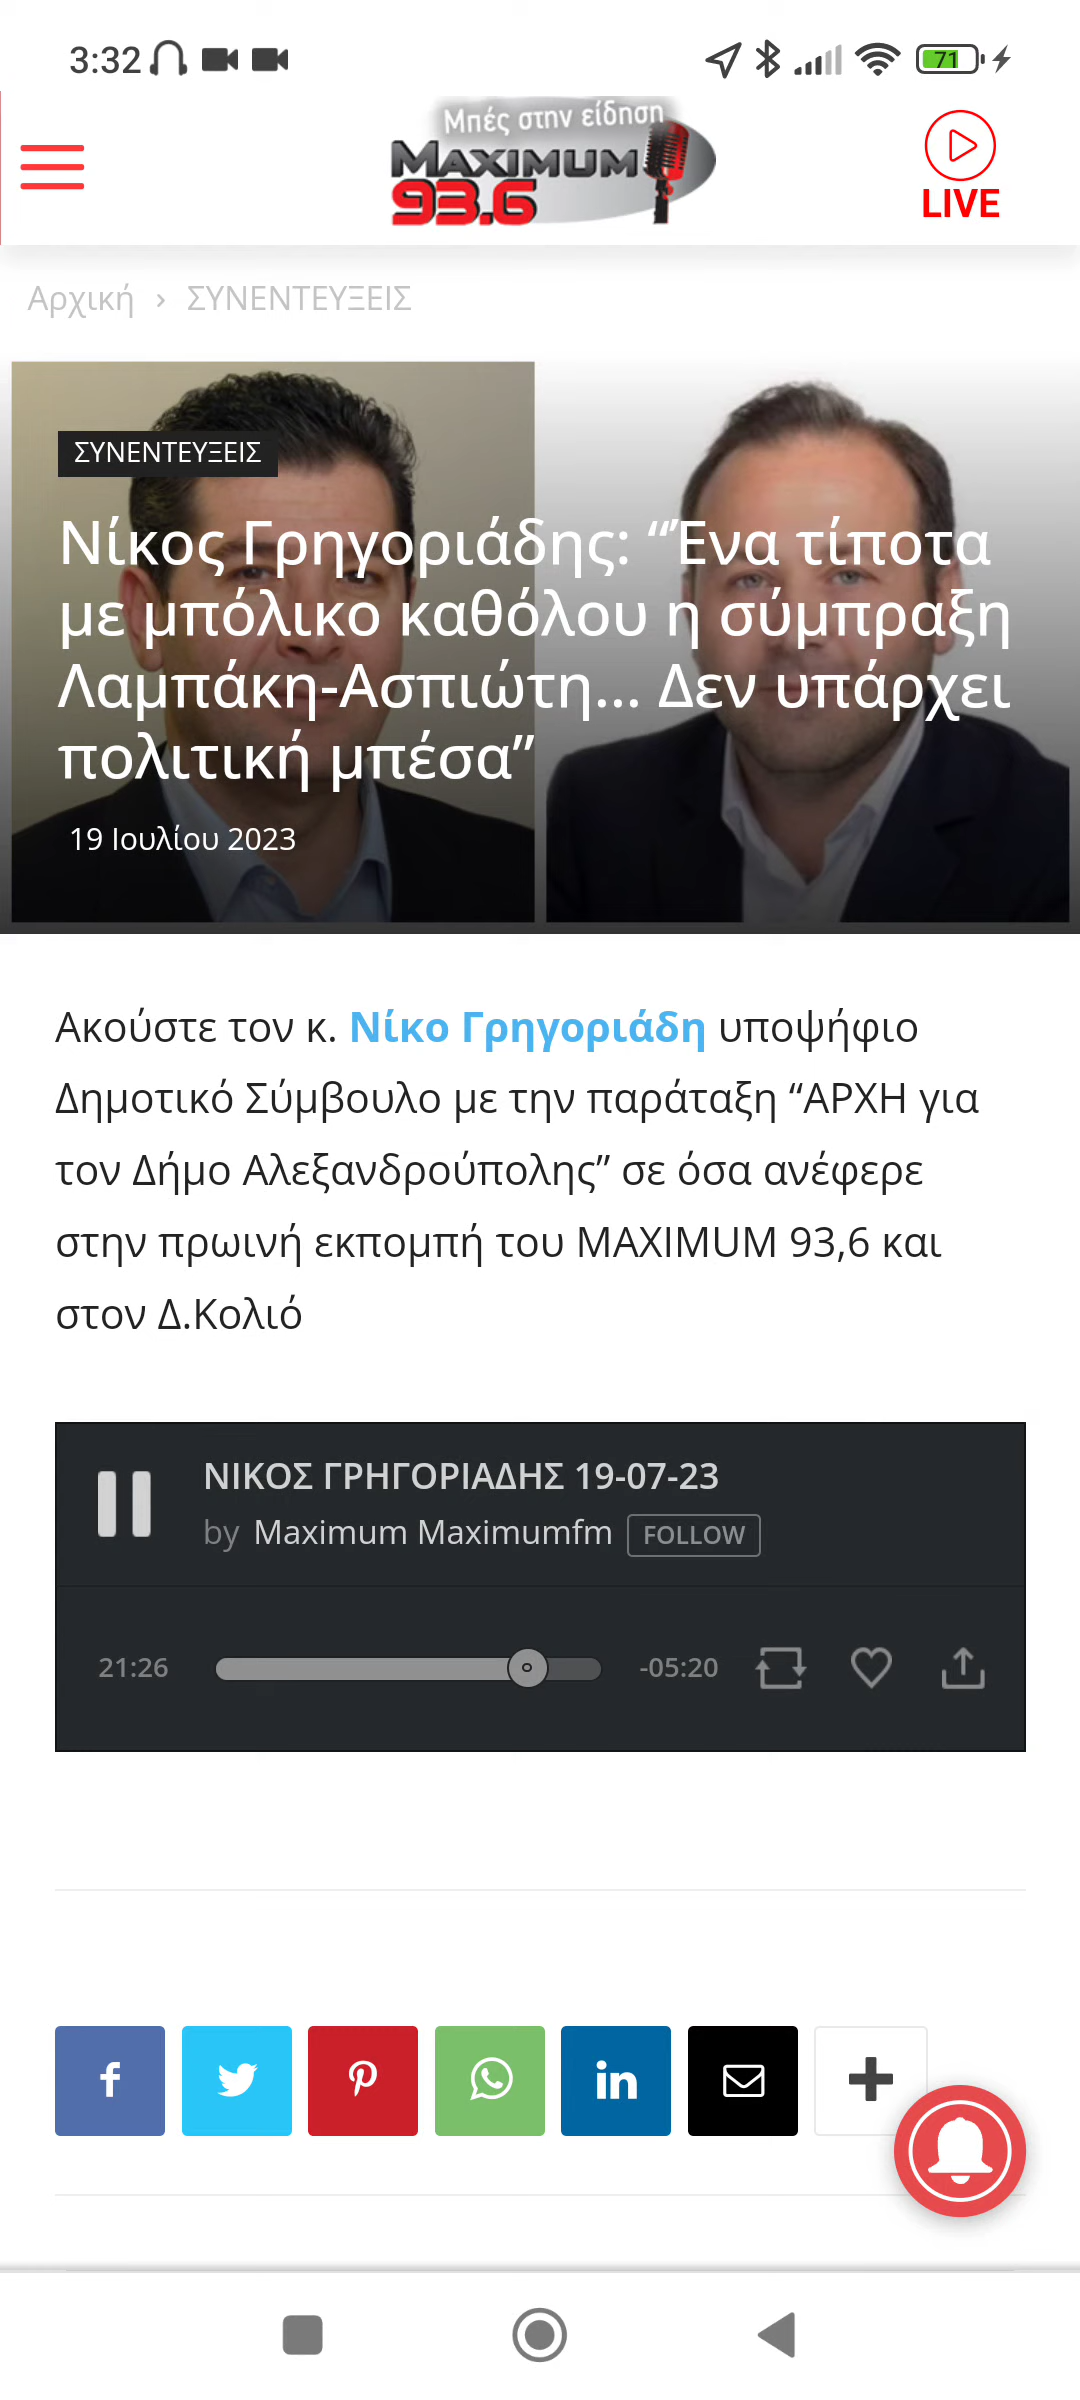 3:32
71
Μπές στην είδηση
MAXIMUM
93.6
LIVE
Αρχική › ΣΥΝΕΝΤΕΥΞΕΙΣ
ΣΥΝΕΝΤΕΥΞΕΙΣ
Νίκος Γρηγοριάδης: “Ένα τίποτα
με μπόλικο καθόλου η σύμπραξη
Λαμπάκη-Ασπιώτη… Δεν υπάρχει
πολιτική μπέσα”
19 Ιουλίου 2023
Ακούστε τον κ. Νίκο Γρηγοριάδη υποψήφιο
Δημοτικό Σύμβουλο με την παράταξη “ΑΡΧΗ για
τον Δήμο Αλεξανδρούπολης” σε όσα ανέφερε
στην πρωινή εκπομπή του MAXIMUM 93,6 και
στον Δ.Κολιό
ΝΙΚΟΣ ΓΡΗΓΟΡΙΑΔΗΣ 19-07-23
by Maximum Maximumfm FOLLOW
21:26 -05:20